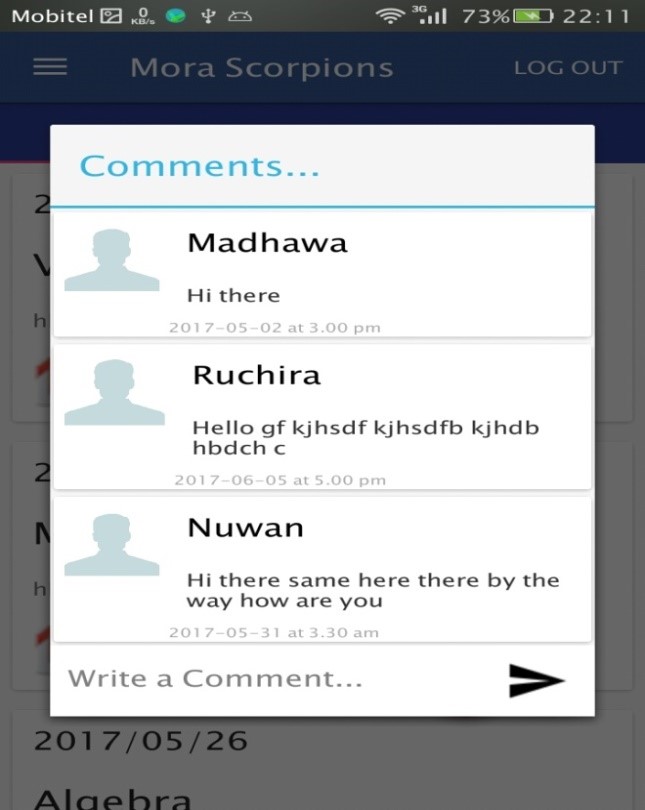 Mobitel 0 KB/s 3G 73% 22:11
Mora Scorpions LOG OUT
Comments...
2
Madhawa
V
Hi there
h
2017-05-02 at 3.00 pm
Ruchira
Hello gf kjhsdf kjhsdfb kjhdb
hbdch c
2
2017-06-05 at 5.00 pm
Nuwan
Hi there same here there by the
h
way how are you
2017-05-31 at 3.30 am
Write a Comment...
2017/05/26
Algebra